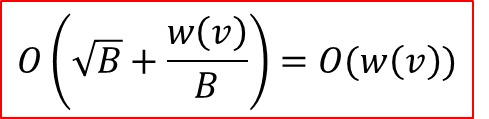 O(√B + w(v)/B) = O(w(v))